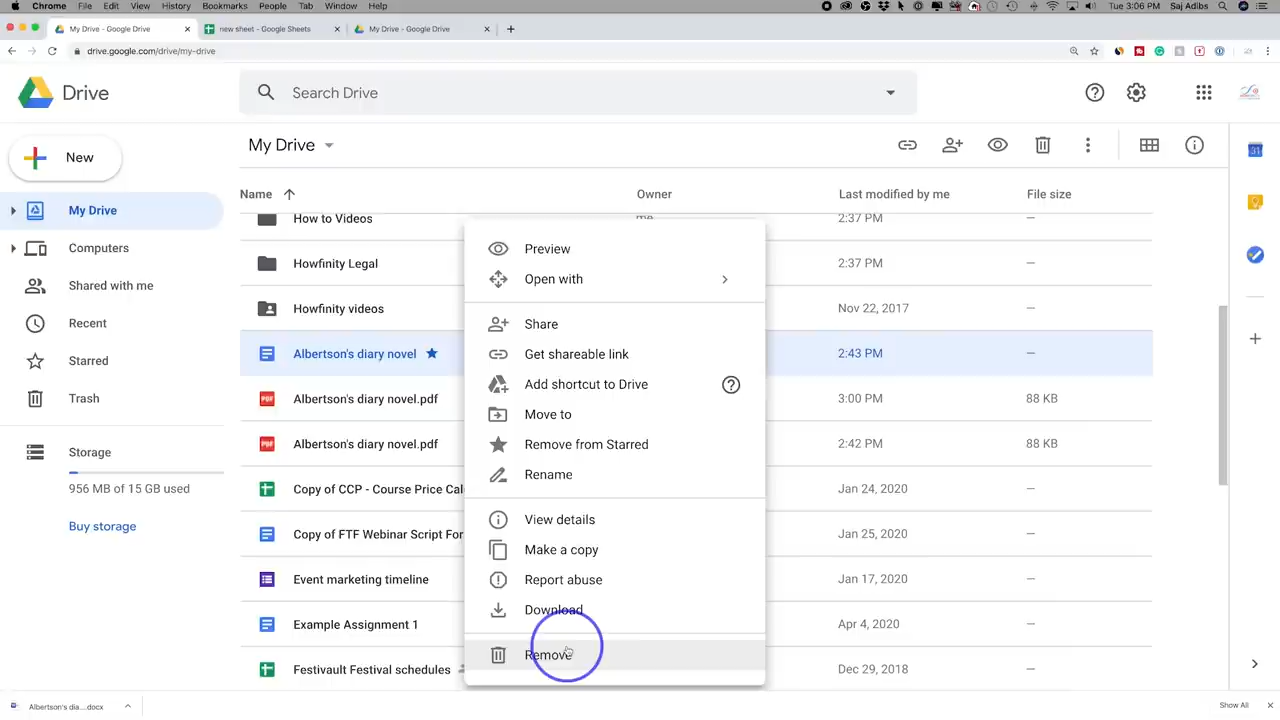 Chrome File Edit View History Bookmarks People Tab Window Help Tue 3:06 PM Saj Adibs
My Drive - Google Drive new sheet - Google Sheets My Drive - Google Drive
drive.google.com/drive/my-drive
Drive
Search Drive
New
My Drive
Name Owner Last modified by me File size
My Drive
Computers
Shared with me
Recent
Starred
Trash
Storage
956 MB of 15 GB used
Buy storage
How to Videos me 2:37 PM —
Howfinity Legal 2:37 PM —
Howfinity videos Nov 22, 2017 —
Albertson's diary novel 2:43 PM —
Albertson's diary novel.pdf 3:00 PM 88 KB
Albertson's diary novel.pdf 2:42 PM 88 KB
Copy of CCP - Course Price Cal Jan 24, 2020 —
Copy of FTF Webinar Script For Jan 25, 2020 —
Event marketing timeline Jan 17, 2020 —
Example Assignment 1 Apr 4, 2020 —
Festivault Festival schedules Dec 29, 2018 —
Preview
Open with
Share
Get shareable link
Add shortcut to Drive
Move to
Remove from Starred
Rename
View details
Make a copy
Report abuse
Download
Remove
31
Albertson's dia....docx Show All